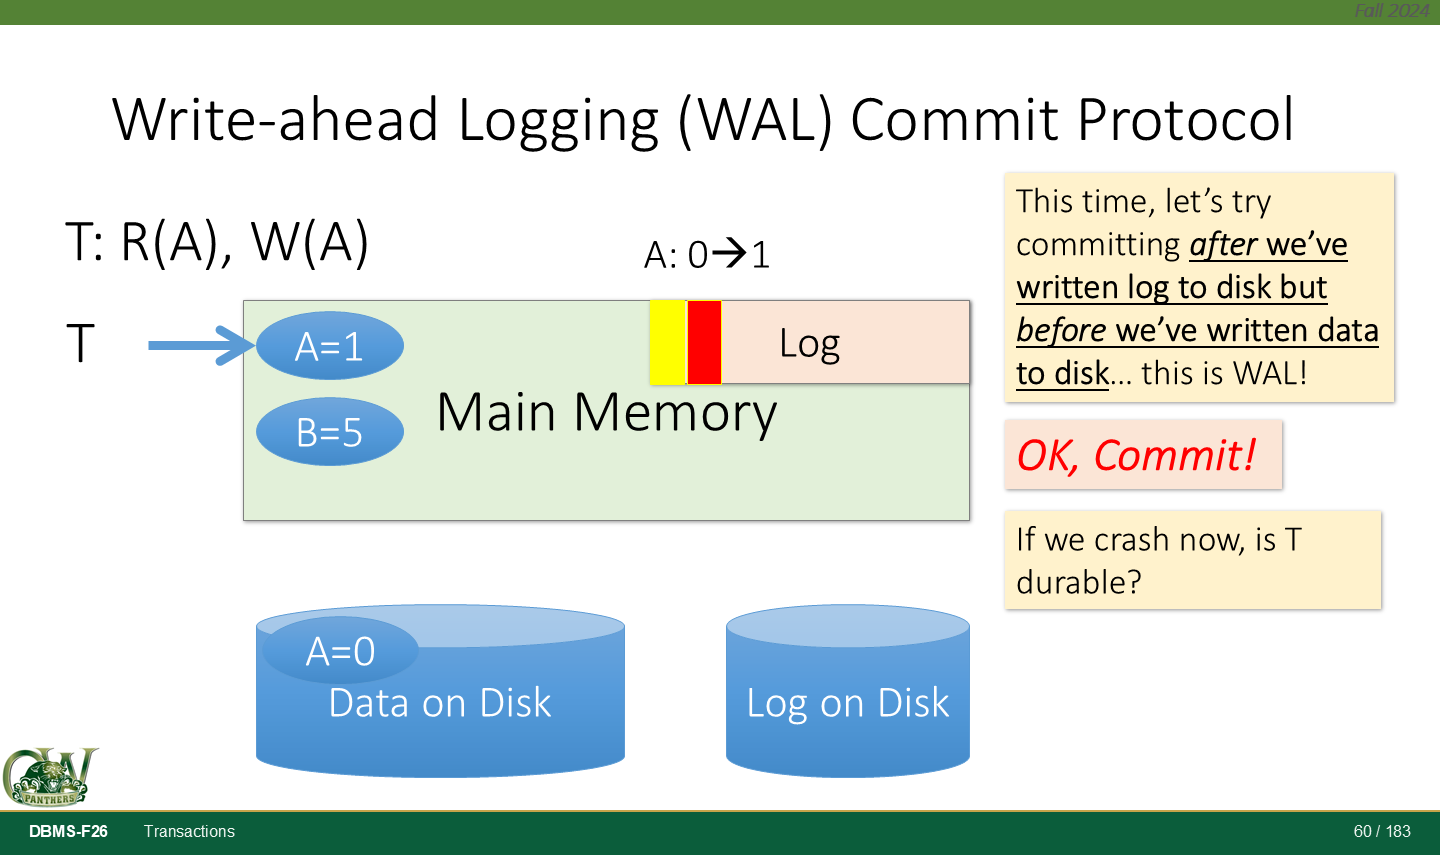 Fall 2024
Write-ahead Logging (WAL) Commit Protocol
T: R(A), W(A)
A: 0→1
T
A=1
Log
B=5
Main Memory
This time, let’s try
committing after we’ve
written log to disk but
before we’ve written data
to disk… this is WAL!
OK, Commit!
If we crash now, is T
durable?
A=0
Data on Disk
Log on Disk
OW
PANTHERS
DBMS-F26 Transactions 60 / 183